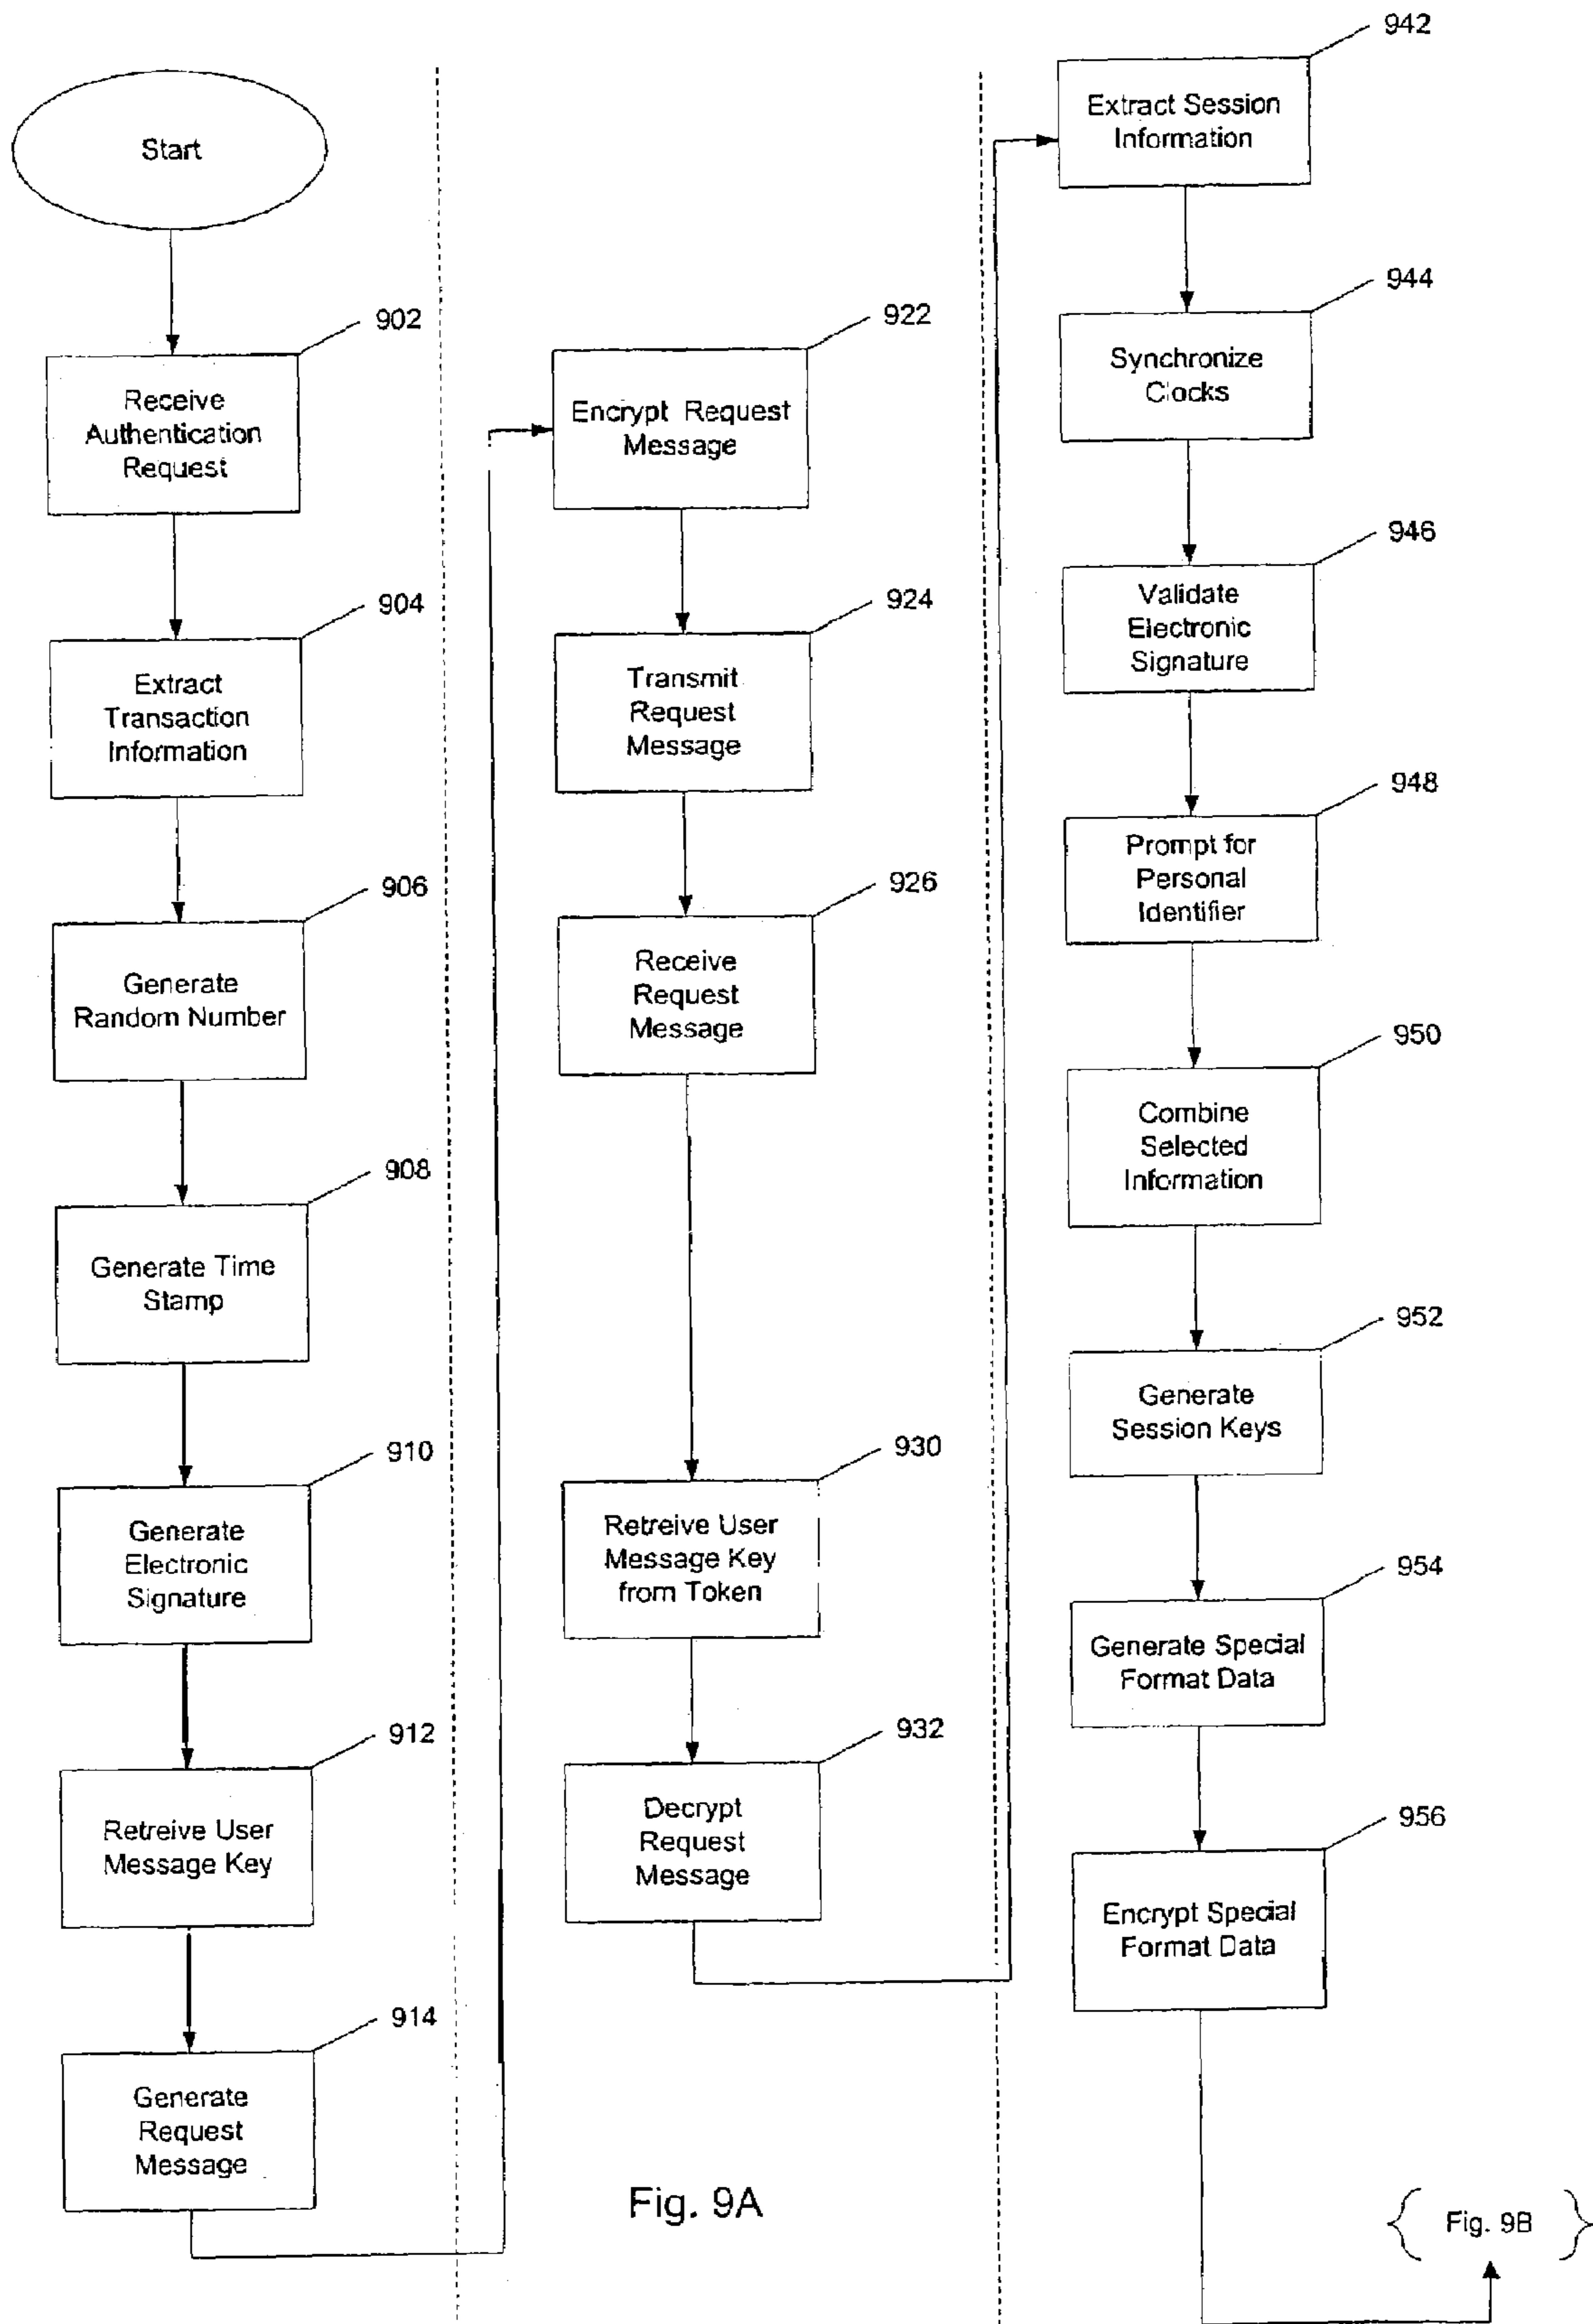 Start
902
Receive
Authentication
Request
904
Extract
Transaction
Information
906
Generate
Random Number
908
Generate Time
Stamp
910
Generate
Electronic
Signature
912
Retreive User
Message Key
914
Generate
Request
Message
922
Encrypt Request
Message
924
Transmit
Request
Message
926
Receive
Request
Message
930
Retreive User
Message Key
from Token
932
Decrypt
Request
Message
942
Extract Session
Information
944
Synchronize
Clocks
946
Validate
Electronic
Signature
948
Prompt for
Personal
Identifier
950
Combine
Selected
Information
952
Generate
Session Keys
954
Generate Special
Format Data
956
Encrypt Special
Format Data
Fig. 9A
{ Fig. 9B }